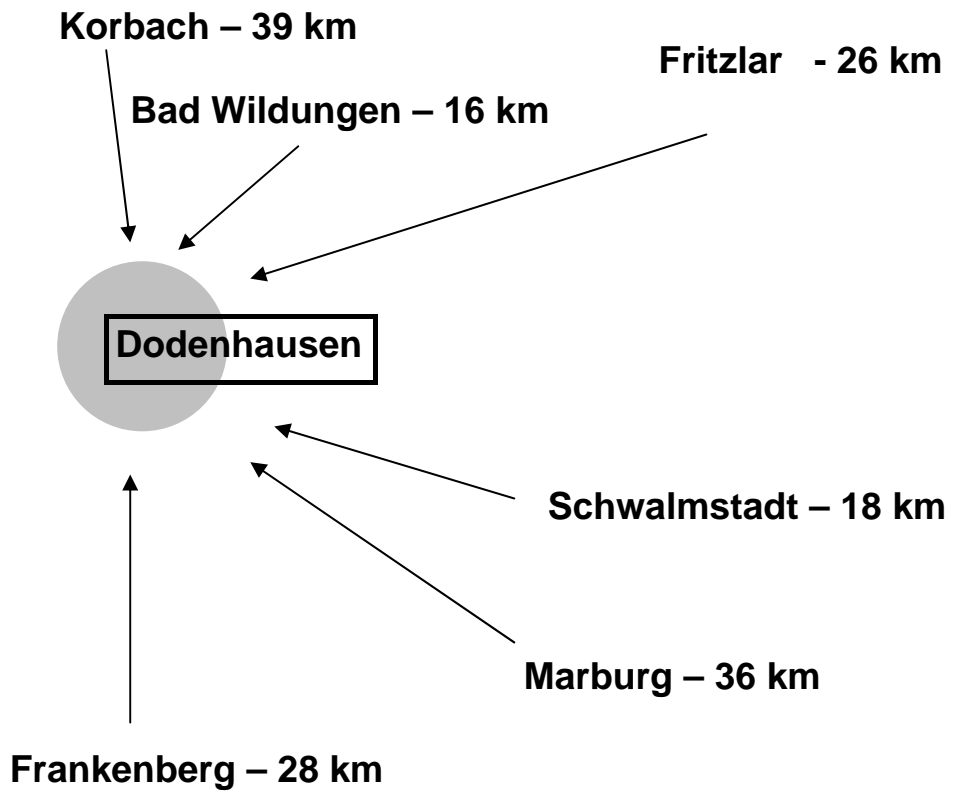 Korbach – 39 km
Fritzlar - 26 km
Bad Wildungen – 16 km
Dodenhausen
Schwalmstadt – 18 km
Marburg – 36 km
Frankenberg – 28 km